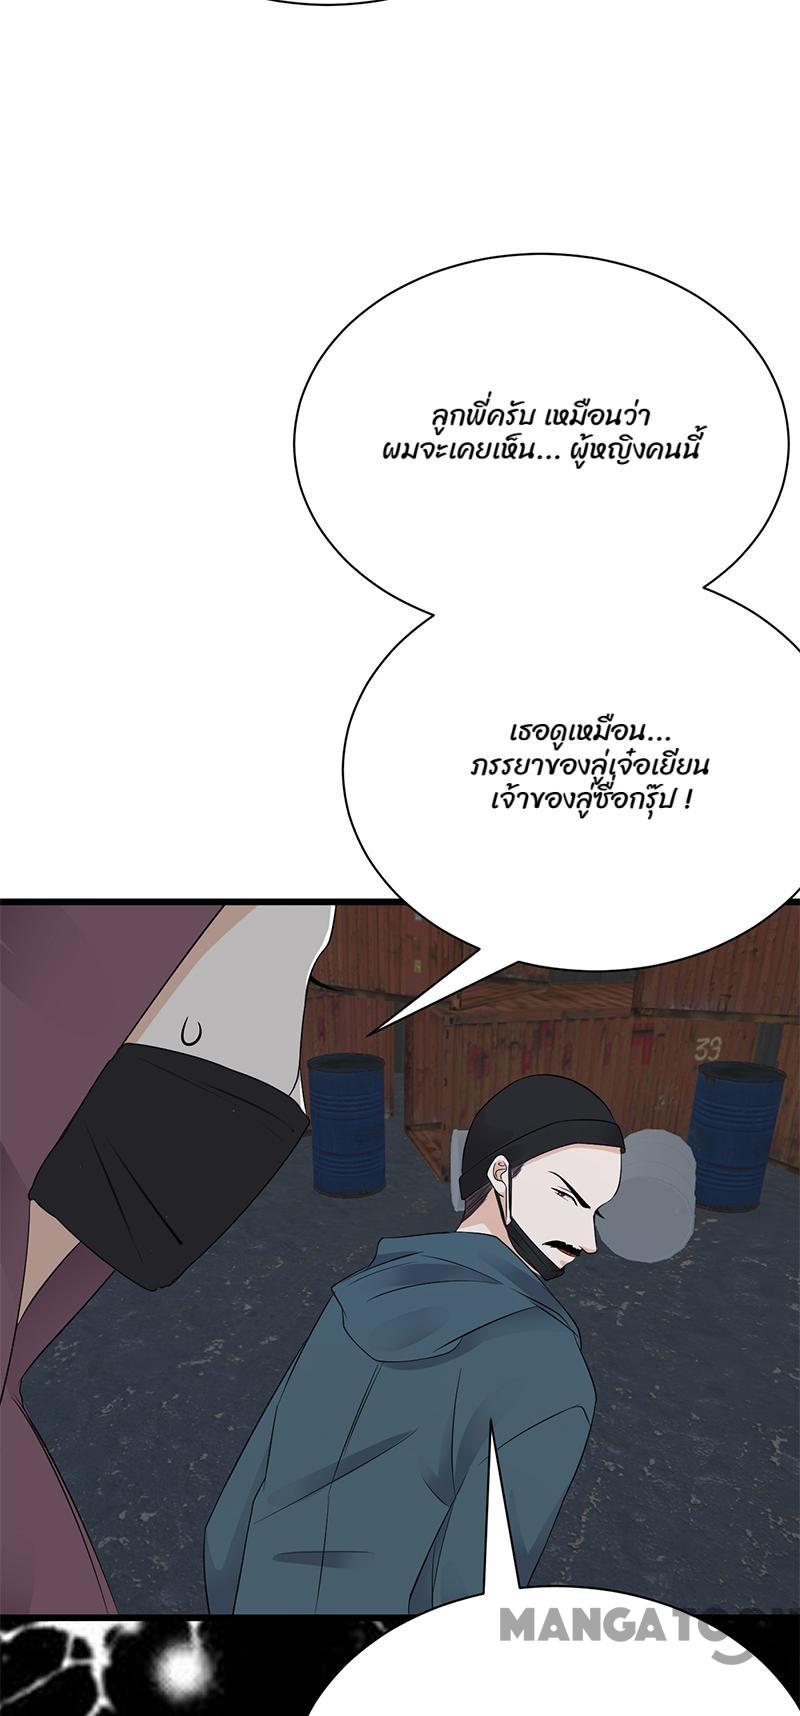 ลูกพี่ครับ เหมือนว่า
ผมจะเคยเห็น... ผู้หญิงคนนี้
เธอดูเหมือน...
ภรรยาของลู่เจ๋อเยียน
เจ้าของลู่ซื่อกรุ๊ป !
39
MANGATOON